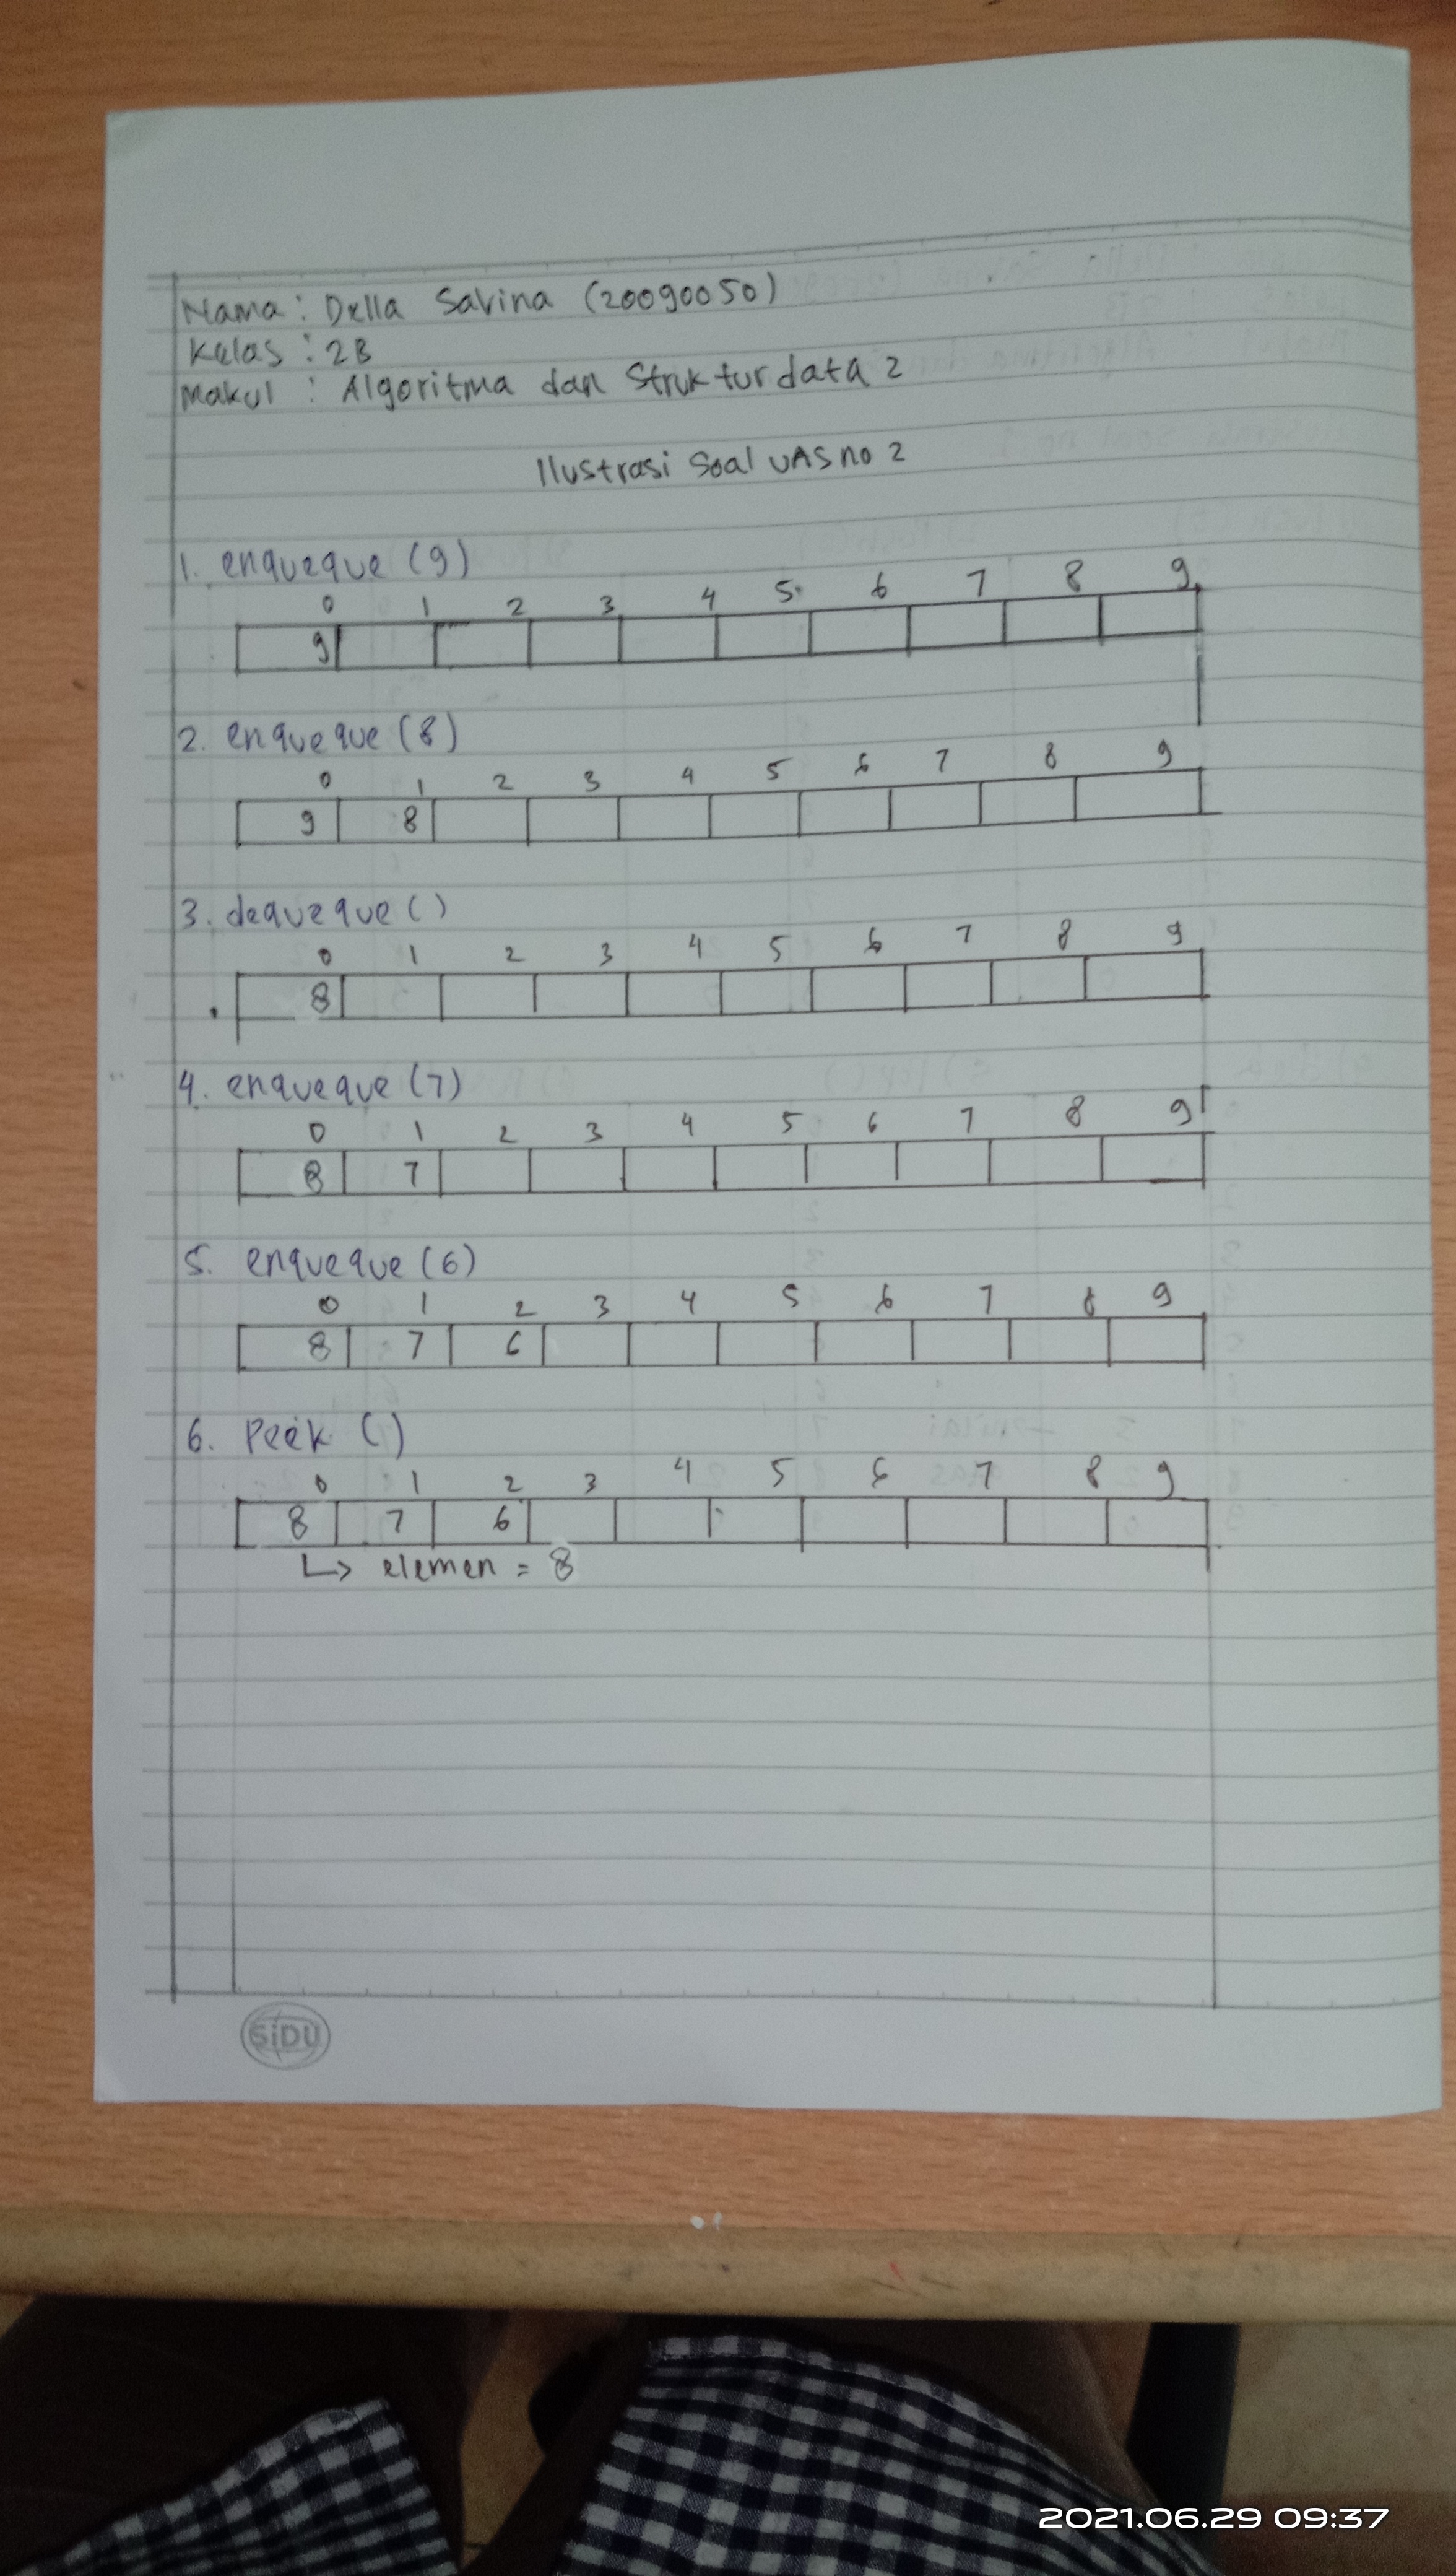 Nama : Della Savina (20090050)
Kelas : 2B
Makul : Algoritma dan Struktur data 2
Ilustrasi Soal UAS no 2
1. enqueque (9)
0 1 2 3 4 5 6 7 8 9
9
2. enqueque (8)
0 1 2 3 4 5 6 7 8 9
9 8
3. dequeque ()
0 1 2 3 4 5 6 7 8 9
8
4. enqueque (7)
0 1 2 3 4 5 6 7 8 9
8 7
5. enqueque (6)
0 1 2 3 4 5 6 7 8 9
8 7 6
6. Peek ()
0 1 2 3 4 5 6 7 8 9
8 7 6
↳ elemen = 8
SiDU
2021.06.29 09:37